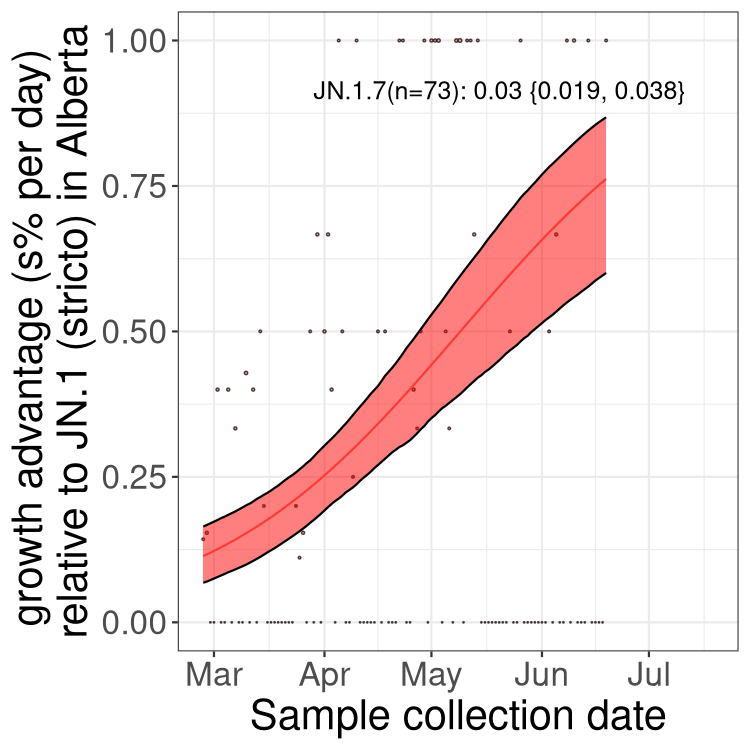 growth advantage (s% per day)
relative to JN.1 (stricto) in Alberta
1.00
0.75
0.50
0.25
0.00
JN.1.7(n=73): 0.03 {0.019, 0.038}
Mar Apr May Jun Jul
Sample collection date